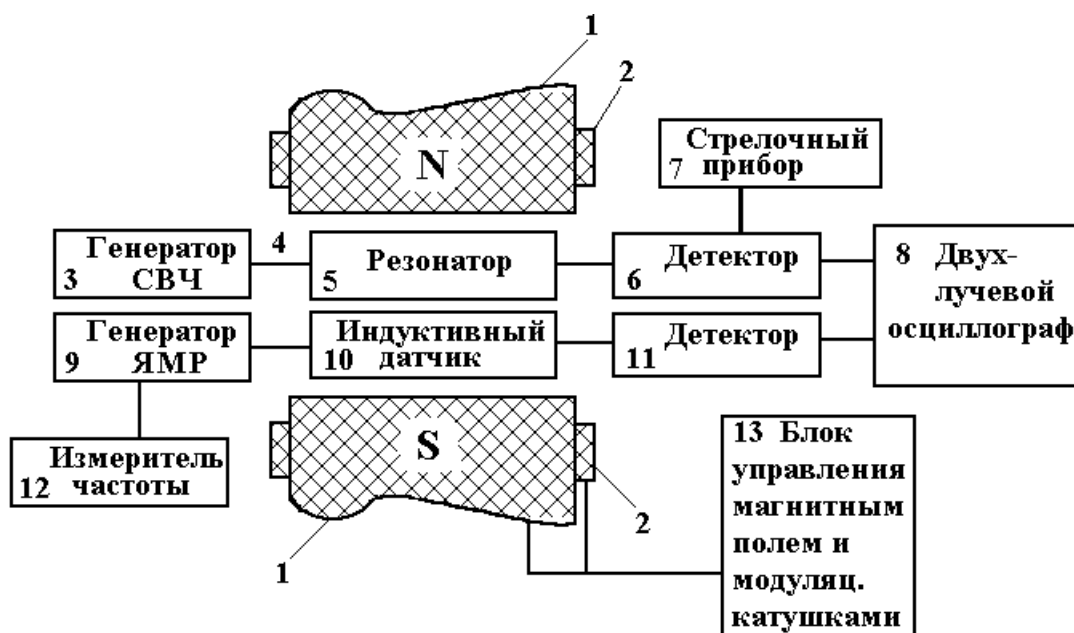 1
2
N
Стрелочный
7 прибор
Генератор
3 СВЧ
4
Резонатор
5
Детектор
6
8 Двух-
лучевой
осциллограф
Генератор
9 ЯМР
Индуктивный
10 датчик
Детектор
11
S
Измеритель
12 частоты
2
1
13 Блок
управления
магнитным
полем и
модуляц.
катушками